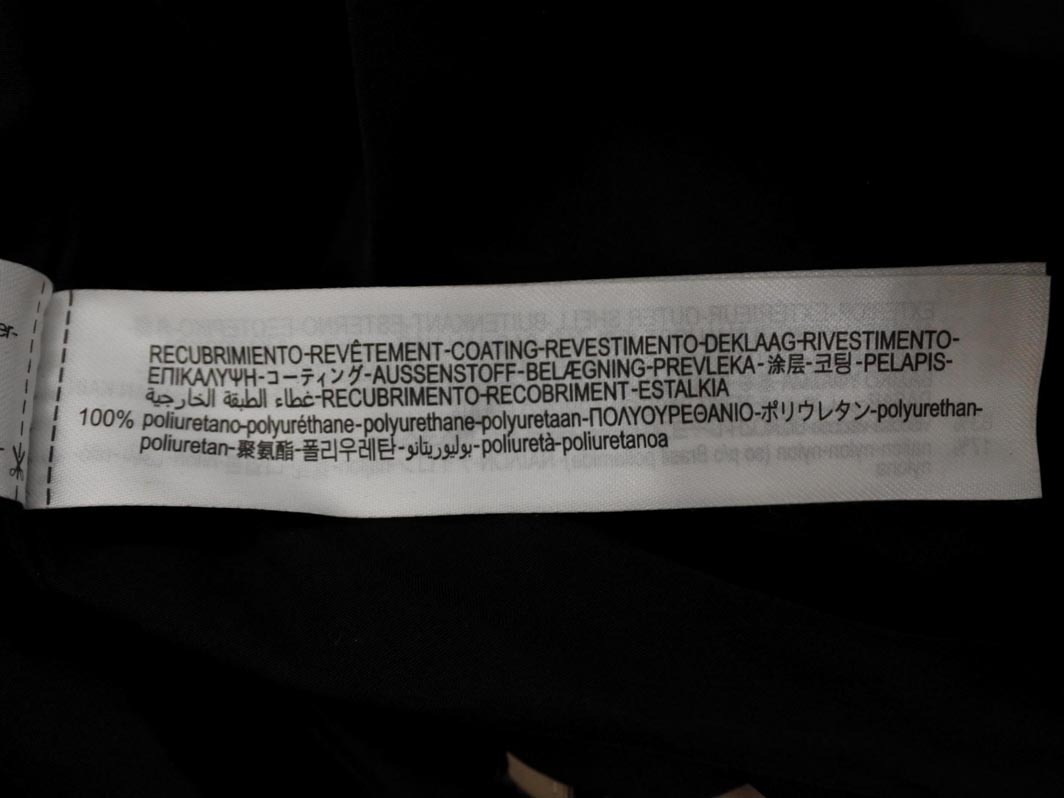 er-
RECUBRIMIENTO-REVÊTEMENT-COATING-REVESTIMENTO-DEKLAAG-RIVESTIMENTO-
ΕΠΙΚΑΛΥΨΗ-コーティング-AUSSENSTOFF-BELÆGNING-PREVLEKA-涂层-코팅-PELAPIS-
غطاء الطبقة الخارجية-RECUBRIMENTO-RECOBRIMENT-ESTALKIA
100% poliuretano-polyuréthane-polyurethane-polyuretaan-ΠΟΛΥΟΥΡΕΘΑΝΙΟ-ポリウレタン-polyurethan-
poliuretan-聚氨酯-폴리우레탄-بوليوريتانو-poliuretà-poliuretanoa